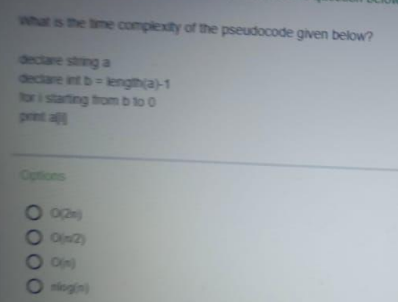 What is the time complexity of the pseudocode given below?
declare string a
declare int b = length(a)-1
for i starting from b to 0
print a[i]
Options
O(2n)
O(n/2)
O(n)
nlog(n)